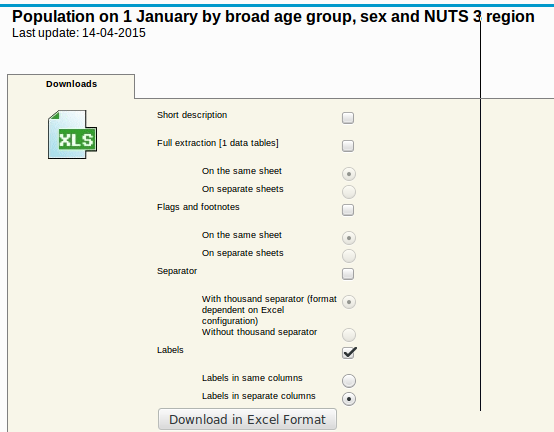 Population on 1 January by broad age group, sex and NUTS 3 region
Last update: 14-04-2015
Downloads
XLS
Short description
Full extraction [1 data tables]
On the same sheet
On separate sheets
Flags and footnotes
On the same sheet
On separate sheets
Separator
With thousand separator (format
dependent on Excel
configuration)
Without thousand separator
Labels
Labels in same columns
Labels in separate columns
Download in Excel Format